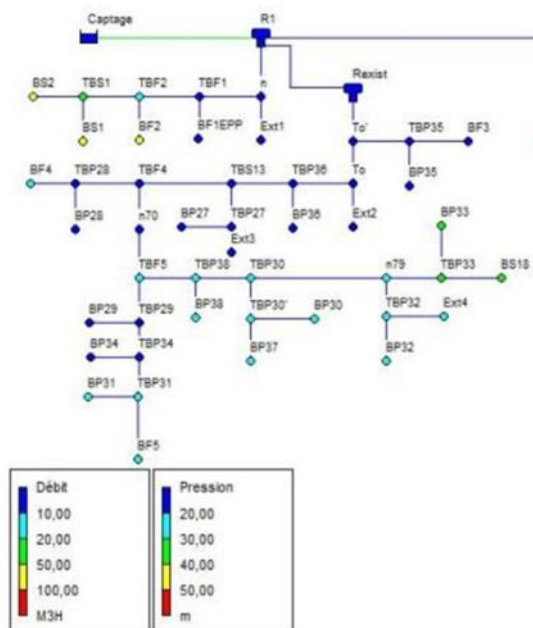 Captage R1
Rexist
BS2 TBS1 TBF2 TBF1 n
BS1 BF2 BF1EPP Ext1
To' TBP35 BF3
BP35
BF4 TBP28 TBF4 TBS13 TBP36 To
BP28 n70 BP27 TBP27 BP36 Ext2
Ext3
BP33
TBF5 TBP38 TBP30 n79 TBP33 BS18
BP29 TBP29 BP38 TBP30' BP30 TBP32 Ext4
BP34 TBP34 BP37 BP32
BP31 TBP31
BF5
Débit
10,00
20,00
50,00
100,00
M3H
Pression
20,00
30,00
40,00
50,00
m